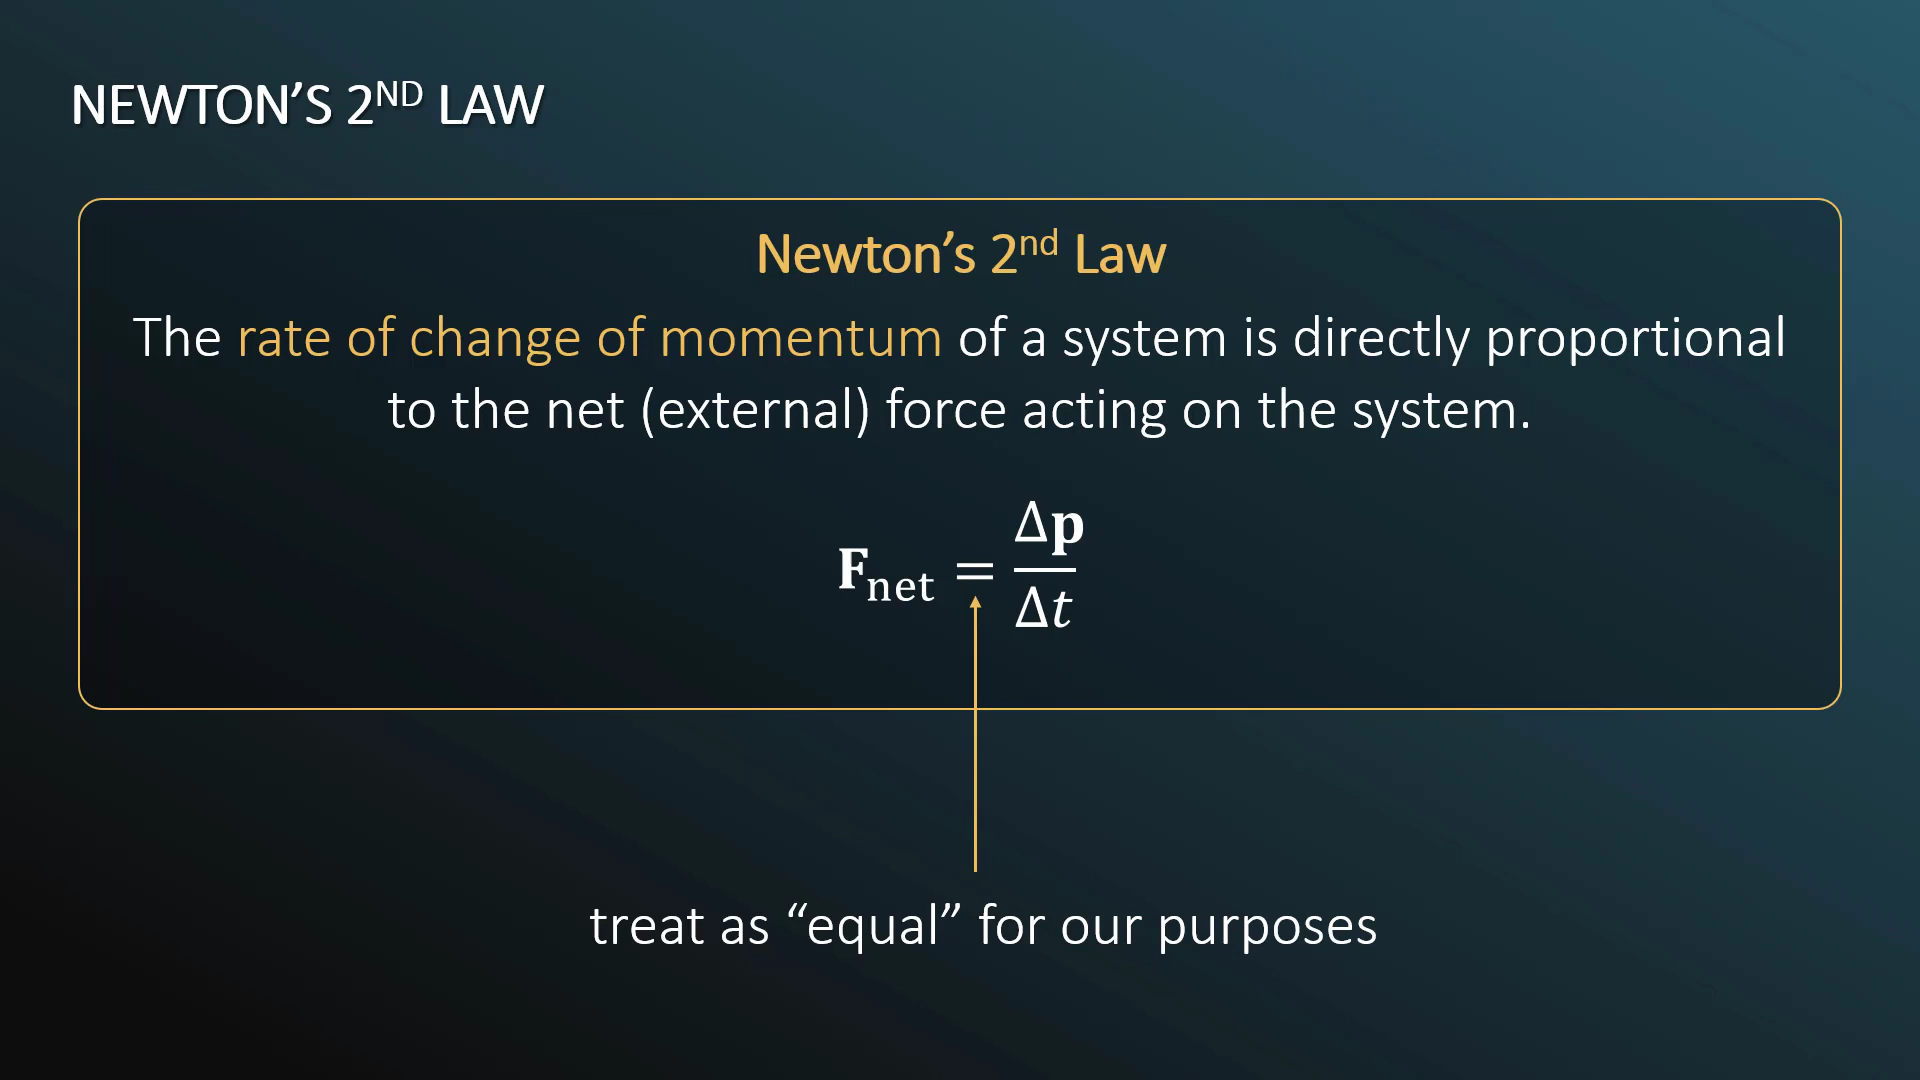 NEWTON’S 2ND LAW
Newton’s 2nd Law
The rate of change of momentum of a system is directly proportional
to the net (external) force acting on the system.
𝐅net = Δ𝐩/Δ𝑡
treat as “equal” for our purposes